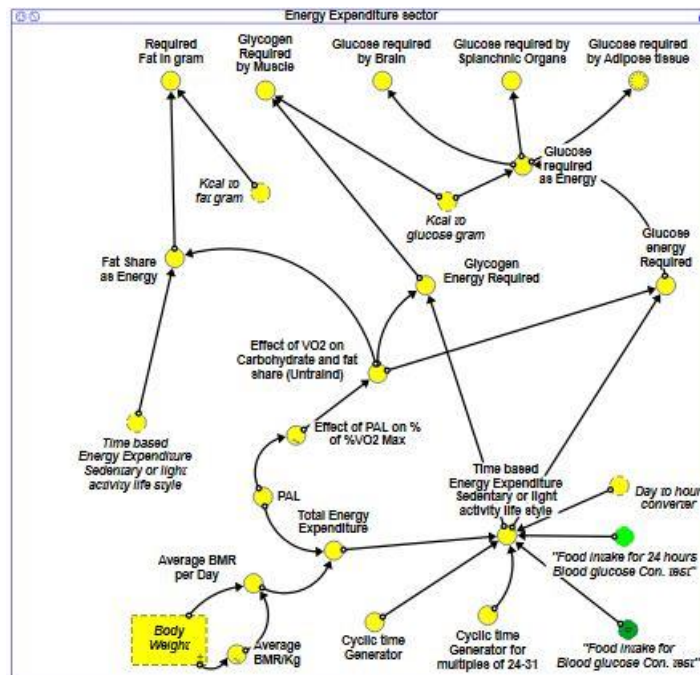 Energy Expenditure sector
Required
Fat in gram
Glycogen
Required
by Muscle
Glucose required
by Brain
Glucose required by
Splanchnic Organs
Glucose required
by Adipose tissue
Glucose
required
as Energy
Kcal to
fat gram
Kcal to
glucose gram
Glucose
energy
Required
Fat Share
as Energy
Glycogen
Energy Required
Effect of VO2 on
Carbohydrate and fat
share (Untraind)
Effect of PAL on %
of %VO2 Max
Time based
Energy Expenditure
Sedentary or light
activity life style
Time based
Energy Expenditure
Sedentary or light
activity life style
Day to hour
converter
PAL
Total Energy
Expenditure
"Food intake for 24 hours
Blood glucose Con. test"
Average BMR
per Day
Body
Weight
Average
BMR/Kg
Cyclic time
Generator
Cyclic time
Generator for
multiples of 24-31
"Food intake for
Blood glucose Con. test"